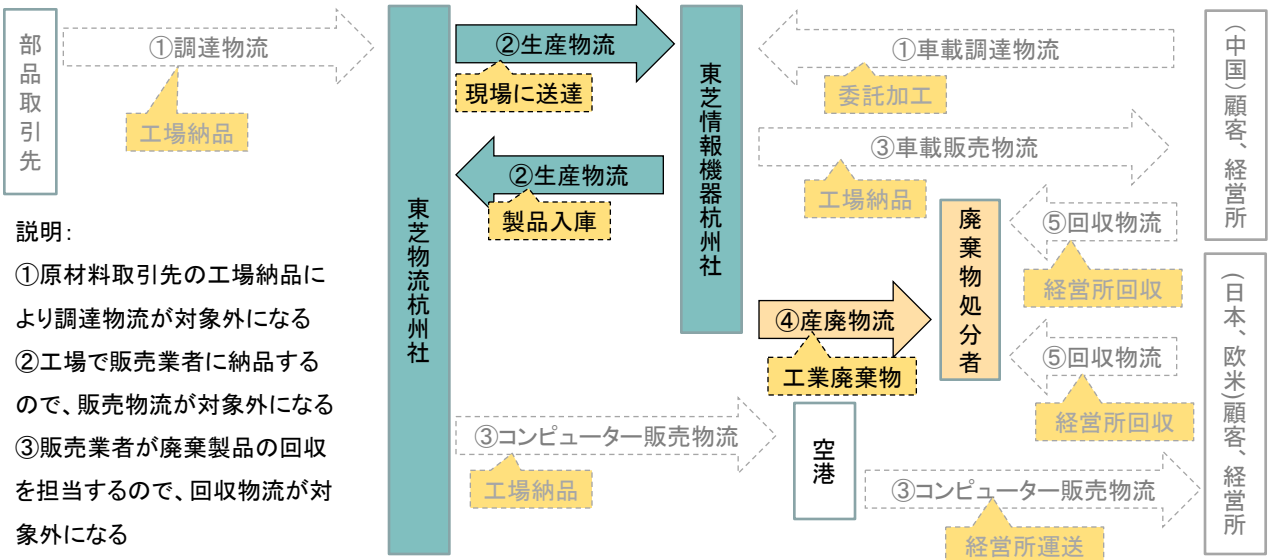 部品取引先
①調達物流
工場納品
②生産物流
現場に送達
②生産物流
製品入庫
東芝物流杭州社
東芝情報機器杭州社
①車載調達物流
委託加工
③車載販売物流
工場納品
(中国)顧客、経営所
⑤回収物流
経営所回収
廃棄物処分者
④産廃物流
工業廃棄物
⑤回収物流
経営所回収
(日本、欧米)顧客、経営所
③コンピューター販売物流
工場納品
空港
③コンピューター販売物流
経営所運送
説明:
①原材料取引先の工場納品に
より調達物流が対象外になる
②工場で販売業者に納品する
ので、販売物流が対象外になる
③販売業者が廃棄製品の回収
を担当するので、回収物流が対
象外になる